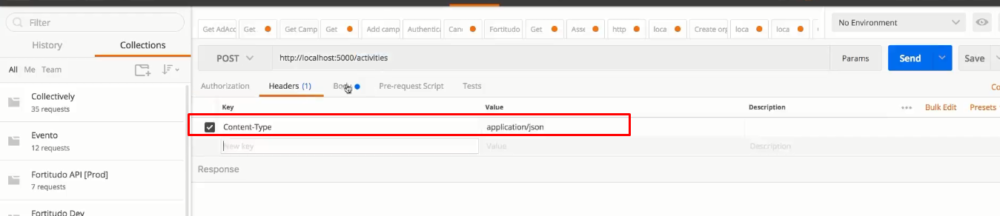 Filter
History Collections
All Me Team
Collectively
35 requests
Evento
12 requests
Fortitudo API [Prod]
7 requests
Fortitudo Dev
Get AdAcc Get Get Camp Get Add camp Authentica Can Fortitudo Get Asse http loca Create org loca loca
No Environment
POST http://localhost:5000/activities Params Send Save
Authorization Headers (1) Body Pre-request Script Tests Co
Key Value Description ••• Bulk Edit Presets
Content-Type application/json
New key Value Description
Response